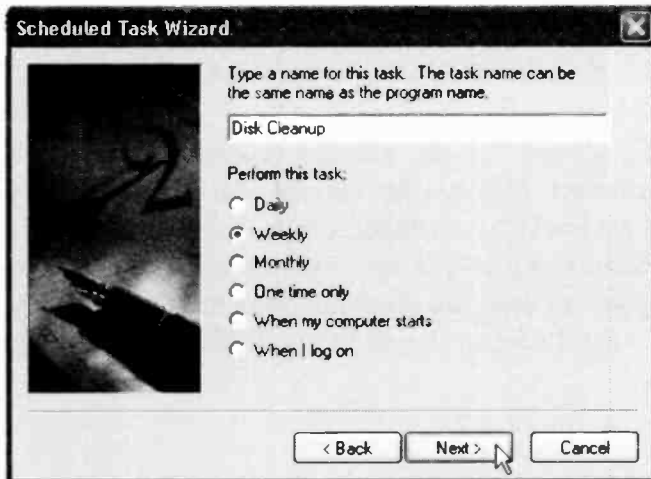 Scheduled Task Wizard
Type a name for this task. The task name can be
the same name as the program name.
Disk Cleanup
Perform this task:
Daily
Weekly
Monthly
One time only
When my computer starts
When I log on
< Back
Next >
Cancel